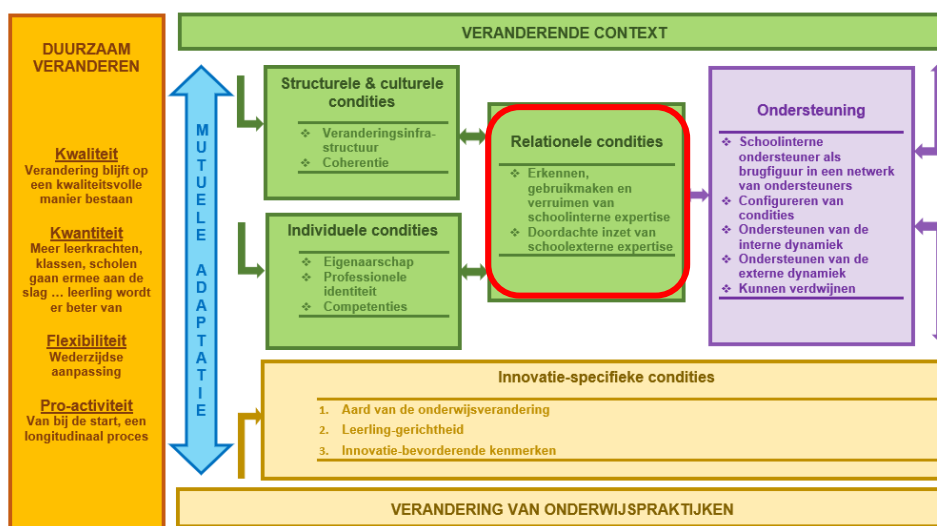 DUURZAAM
VERANDEREN
Kwaliteit
Verandering blijft op
een kwaliteitsvolle
manier bestaan
Kwantiteit
Meer leerkrachten,
klassen, scholen
gaan ermee aan de
slag ... leerling wordt
er beter van
Flexibiliteit
Wederzijdse
aanpassing
Pro-activiteit
Van bij de start, een
longitudinaal proces
MUTUELE ADAPTATIE
VERANDERENDE CONTEXT
Structurele & culturele
condities
❖ Veranderingsinfra-
structuur
❖ Coherentie
Individuele condities
❖ Eigenaarschap
❖ Professionele
identiteit
❖ Competenties
Relationele condities
❖ Erkennen,
gebruikmaken en
verruimen van
schoolinterne expertise
❖ Doordachte inzet van
schoolexterne expertise
Ondersteuning
❖ Schoolinterne
ondersteuner als
brugfiguur in een netwerk
van ondersteuners
❖ Configureren van
condities
❖ Ondersteunen van de
interne dynamiek
❖ Ondersteunen van de
externe dynamiek
❖ Kunnen verdwijnen
Innovatie-specifieke condities
1. Aard van de onderwijsverandering
2. Leerling-gerichtheid
3. Innovatie-bevorderende kenmerken
VERANDERING VAN ONDERWIJSPRAKTIJKEN